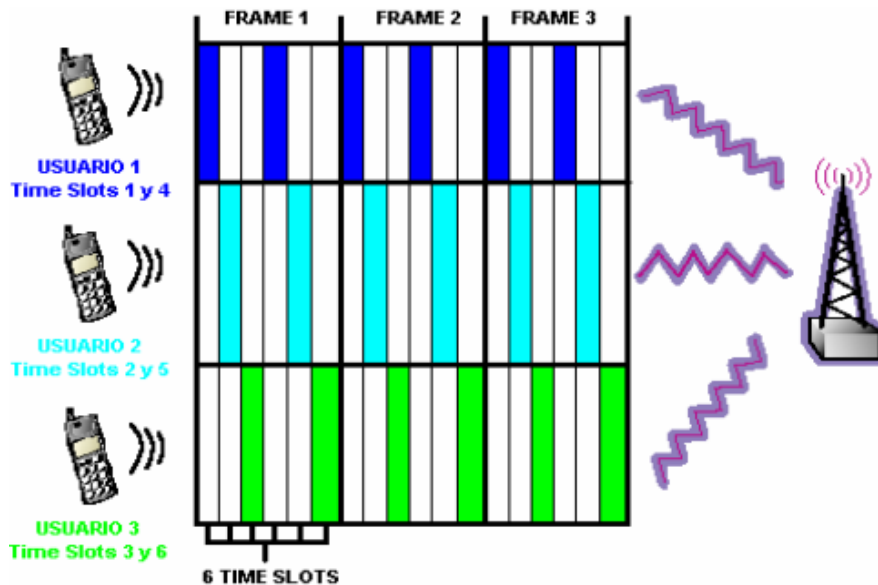 FRAME 1 FRAME 2 FRAME 3
USUARIO 1
Time Slots 1 y 4
USUARIO 2
Time Slots 2 y 5
USUARIO 3
Time Slots 3 y 6
6 TIME SLOTS